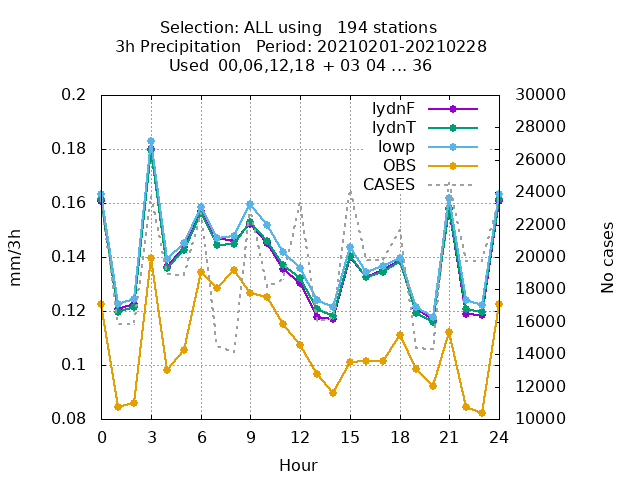 Selection: ALL using   194 stations
3h Precipitation   Period: 20210201-20210228
Used  00,06,12,18  + 03 04 ... 36
0.2
0.18
0.16
0.14
0.12
0.1
0.08
mm/3h
lydnF
lydnT
lowp
OBS
CASES
30000
28000
26000
24000
22000
20000
18000
16000
14000
12000
10000
No cases
0 3 6 9 12 15 18 21 24
Hour